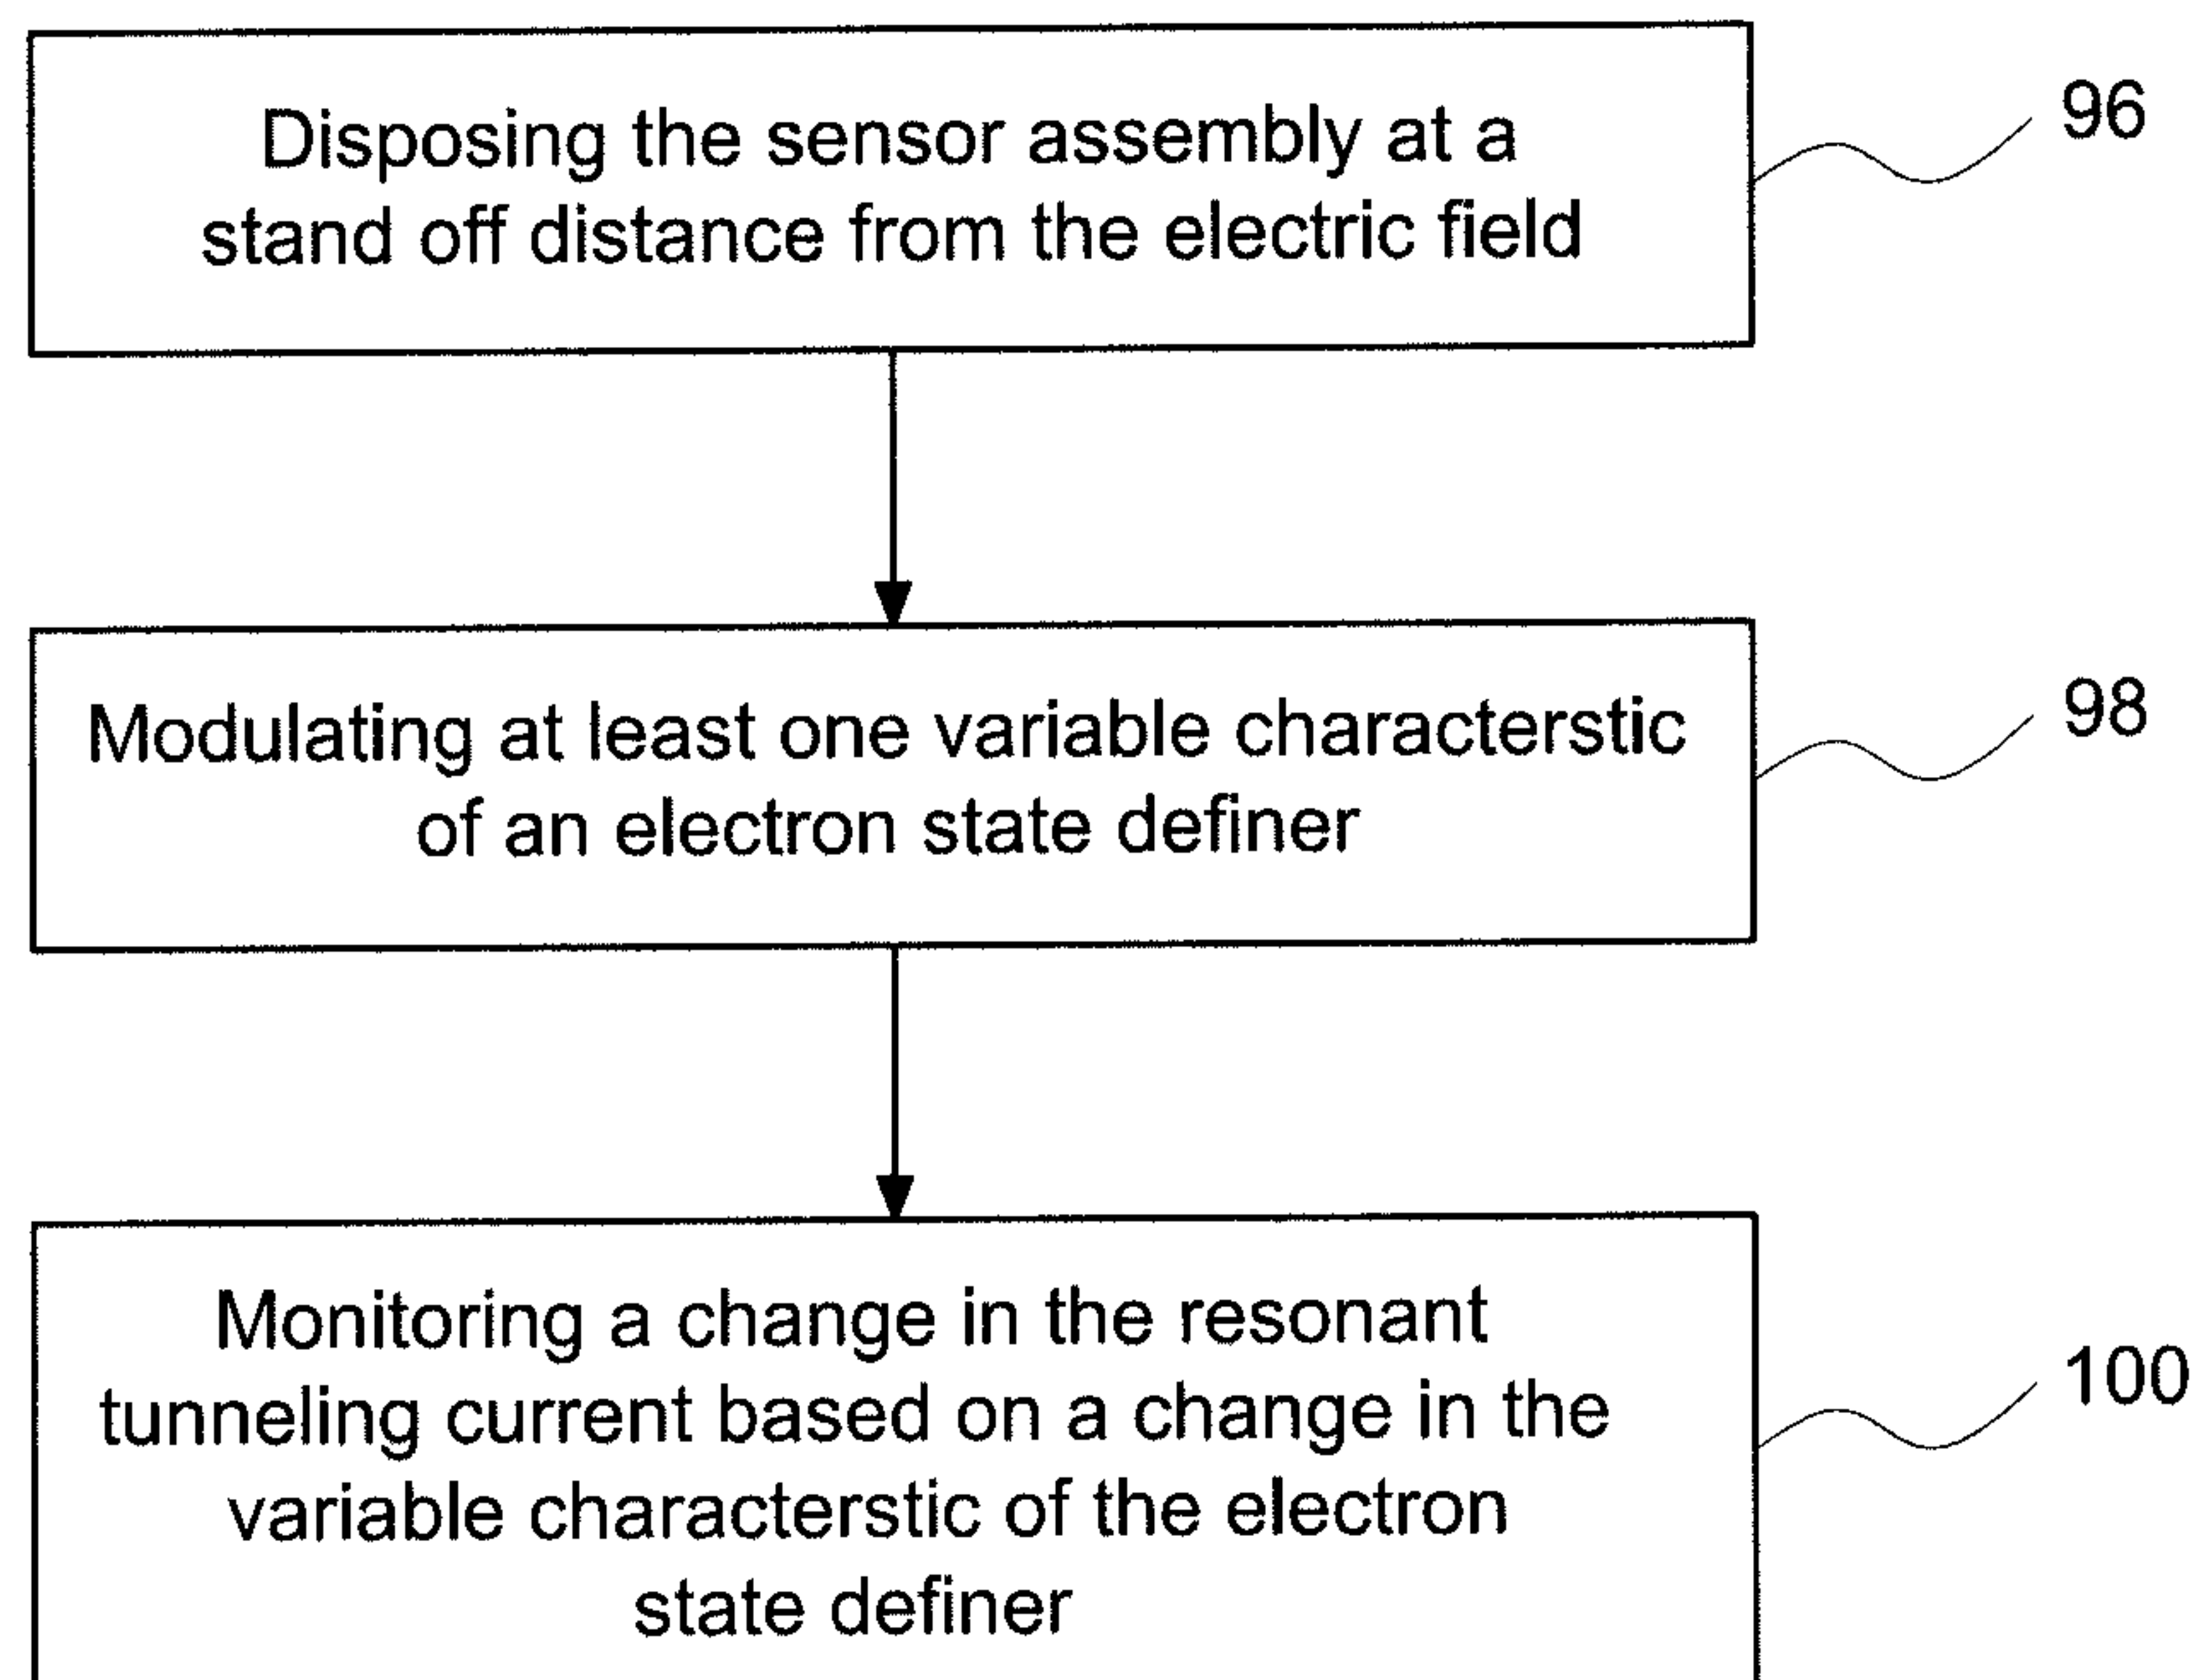 Disposing the sensor assembly at a
stand off distance from the electric field
96
Modulating at least one variable characterstic
of an electron state definer
98
Monitoring a change in the resonant
tunneling current based on a change in the
variable characterstic of the electron
state definer
100